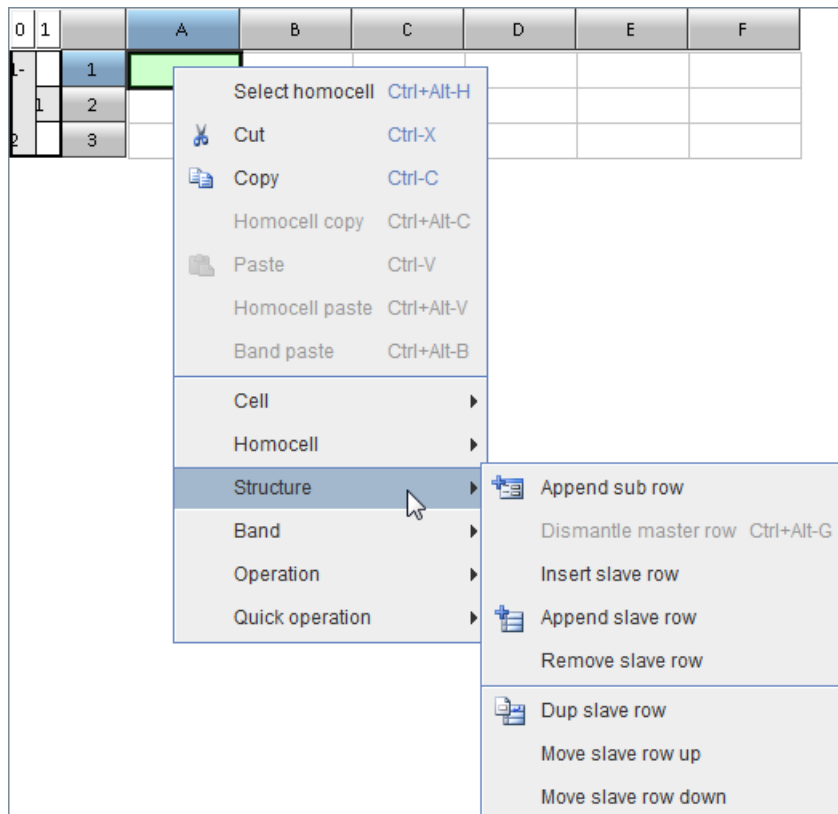 0 1 A B C D E F
1- 1
1 2
2 3
Select homocell Ctrl+Alt-H
Cut Ctrl-X
Copy Ctrl-C
Homocell copy Ctrl+Alt-C
Paste Ctrl-V
Homocell paste Ctrl+Alt-V
Band paste Ctrl+Alt-B
Cell
Homocell
Structure
Band
Operation
Quick operation
Append sub row
Dismantle master row Ctrl+Alt-G
Insert slave row
Append slave row
Remove slave row
Dup slave row
Move slave row up
Move slave row down